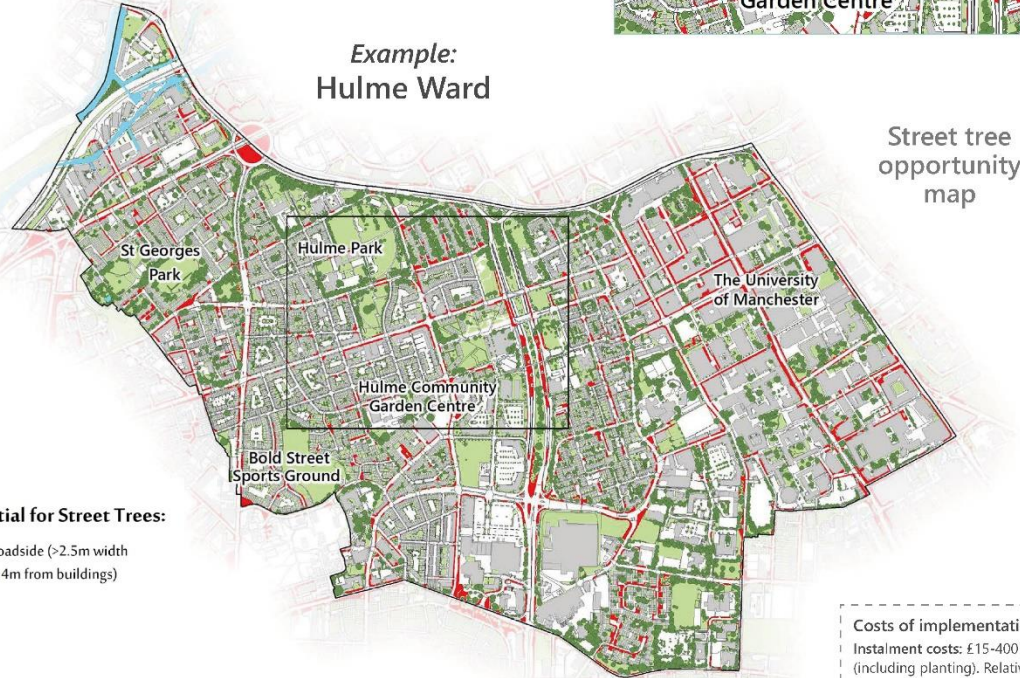 Garden Centre
Example:
Hulme Ward
Street tree
opportunity
map
St Georges
Park
Hulme Park
The University
of Manchester
Hulme Community
Garden Centre
Bold Street
Sports Ground
tial for Street Trees:
oadside (>2.5m width
4m from buildings)
Costs of implementati
Instalment costs: £15-400
(including planting). Relativ